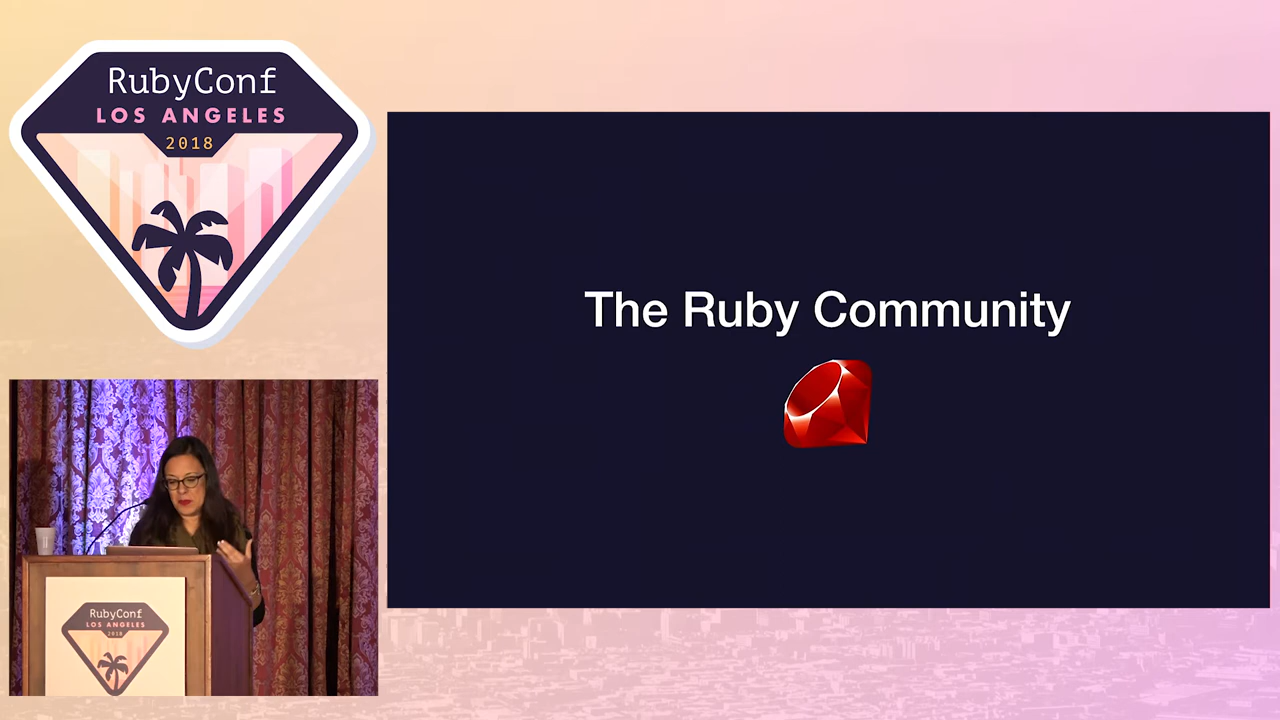 RubyConf
LOS ANGELES
2018
The Ruby Community
RubyConf
LOS ANGELES
2018